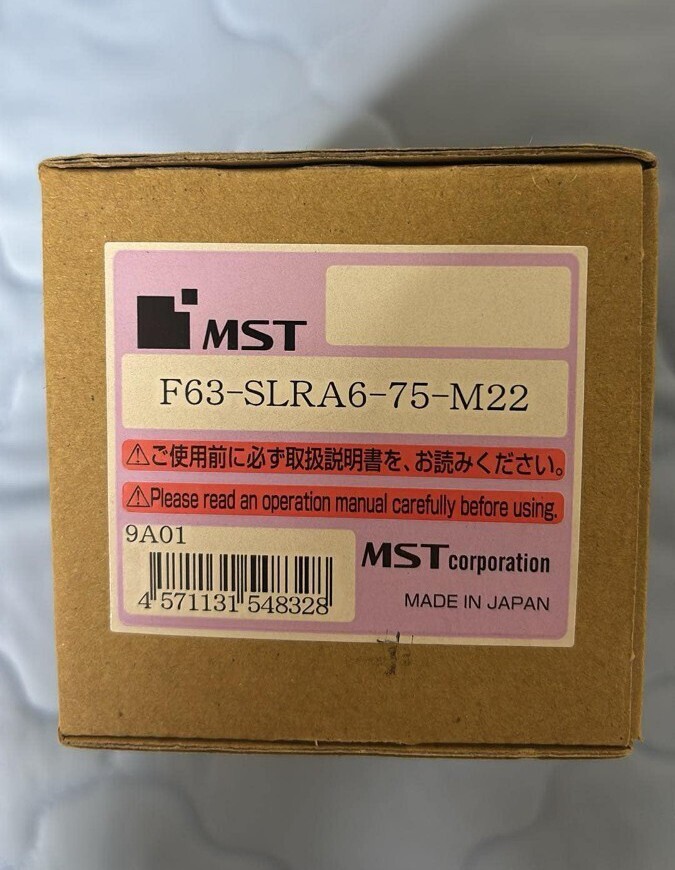 MST
F63-SLRA6-75-M22
⚠ご使用前に必ず取扱説明書を、お読みください。
⚠Please read an operation manual carefully before using.
9A01
MST corporation
4 571131 548328
MADE IN JAPAN